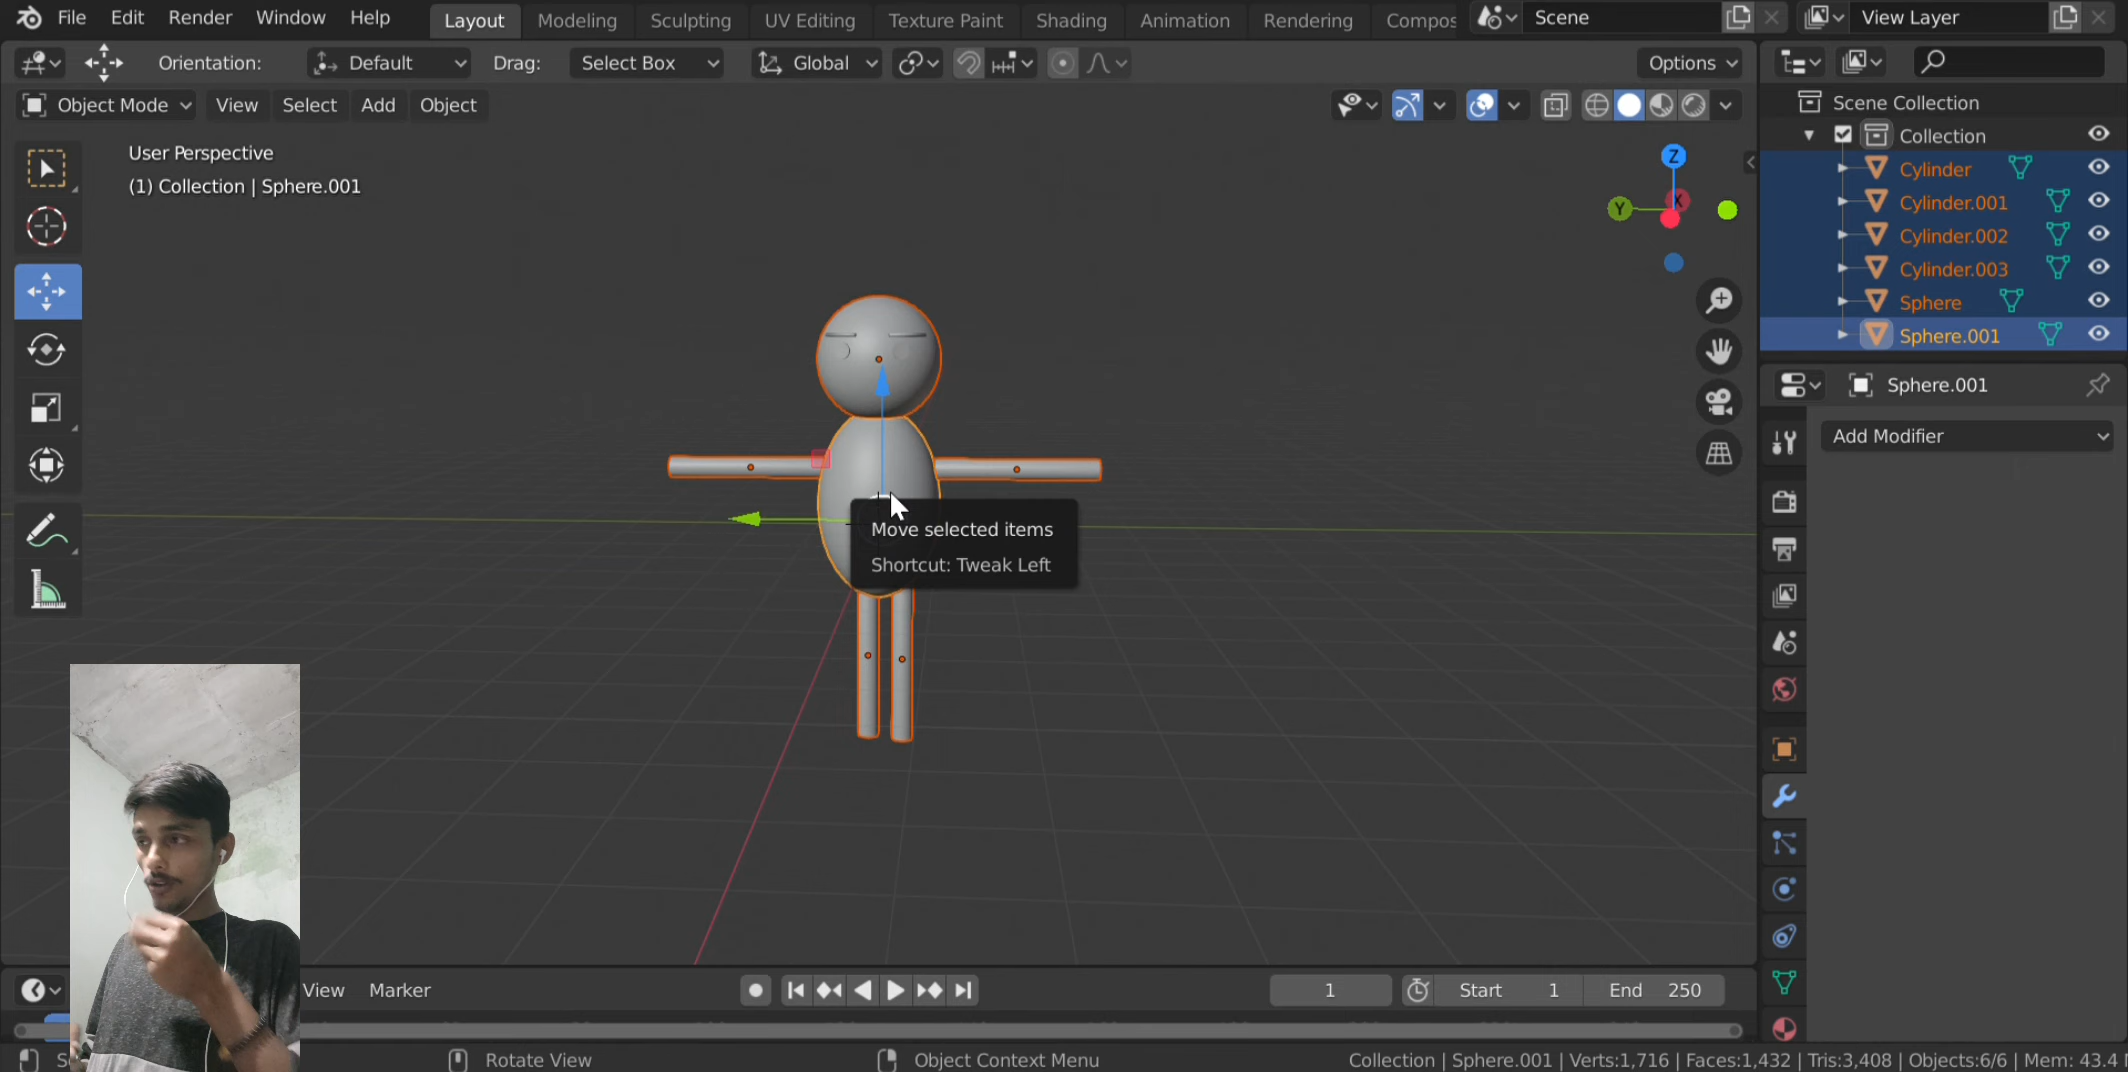 File Edit Render Window Help Layout Modeling Sculpting UV Editing Texture Paint Shading Animation Rendering Compos Scene View Layer
Orientation: Default Drag: Select Box Global Options
Object Mode View Select Add Object
Scene Collection
Collection
User Perspective
(1) Collection | Sphere.001
Z
Y
X
Cylinder
Cylinder.001
Cylinder.002
Cylinder.003
Sphere
Sphere.001
Sphere.001
Add Modifier
Move selected items
Shortcut: Tweak Left
View Marker 1 Start 1 End 250
Rotate View Object Context Menu Collection | Sphere.001 | Verts:1,716 | Faces:1,432 | Tris:3,408 | Objects:6/6 | Mem: 43.4